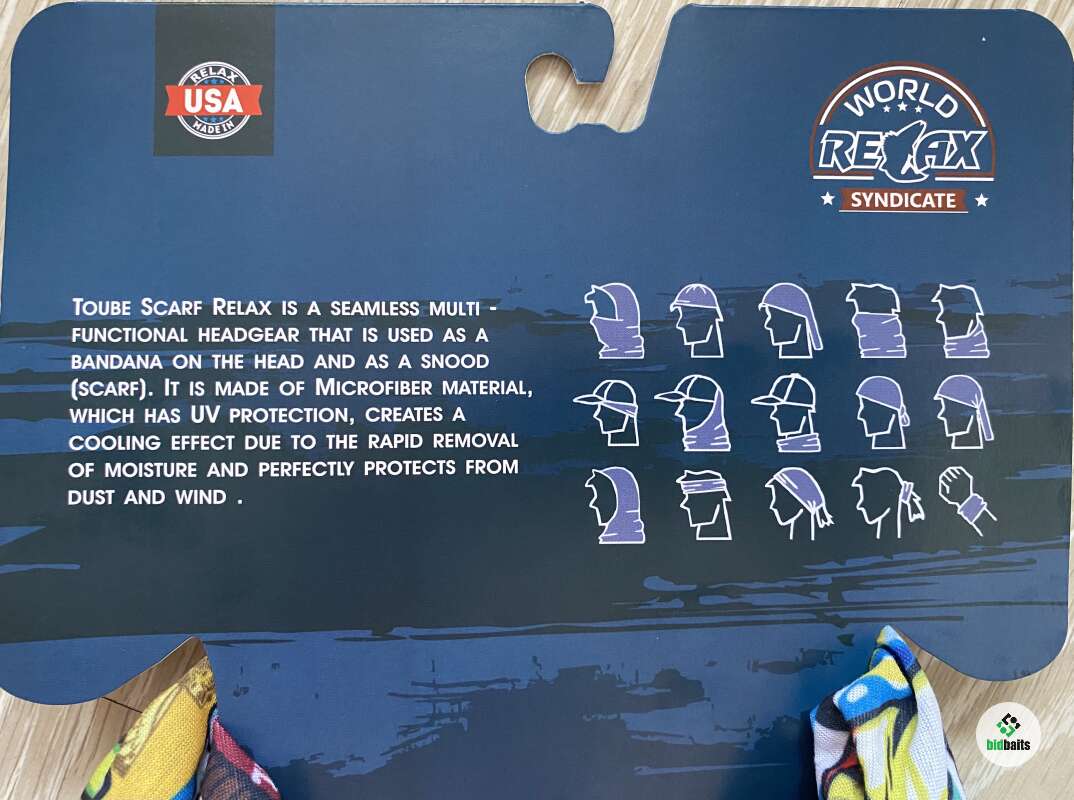 RELAX
USA
MADE IN
WORLD
RELAX
SYNDICATE
TOUBE SCARF RELAX IS A SEAMLESS MULTI -
FUNCTIONAL HEADGEAR THAT IS USED AS A
BANDANA ON THE HEAD AND AS A SNOOD
(SCARF). IT IS MADE OF MICROFIBER MATERIAL,
WHICH HAS UV PROTECTION, CREATES A
COOLING EFFECT DUE TO THE RAPID REMOVAL
OF MOISTURE AND PERFECTLY PROTECTS FROM
DUST AND WIND .
bidbaits